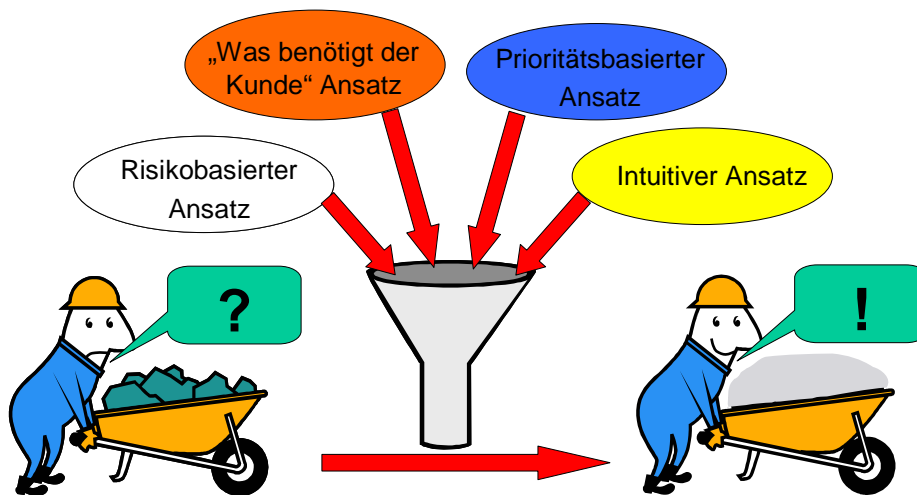 „Was benötigt der
Kunde“ Ansatz
Prioritätsbasierter
Ansatz
Risikobasierter
Ansatz
Intuitiver Ansatz
?
!